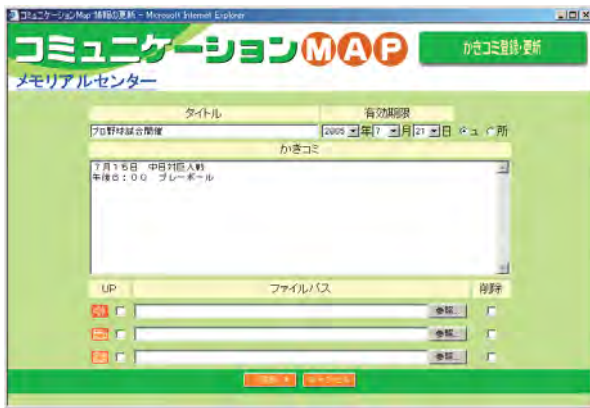 コミュニケーションMap 情報の更新 - Microsoft Internet Explorer
コミュニケーションMAP
かきコミ登録・更新
メモリアルセンター
タイトル 有効期限
プロ野球試合開催 2005 年 7 月 21 日 所
かきコミ
7月15日 中日対巨人戦
午後6:00 プレーボール
UP ファイルパス 削除
参照...
参照...
参照...